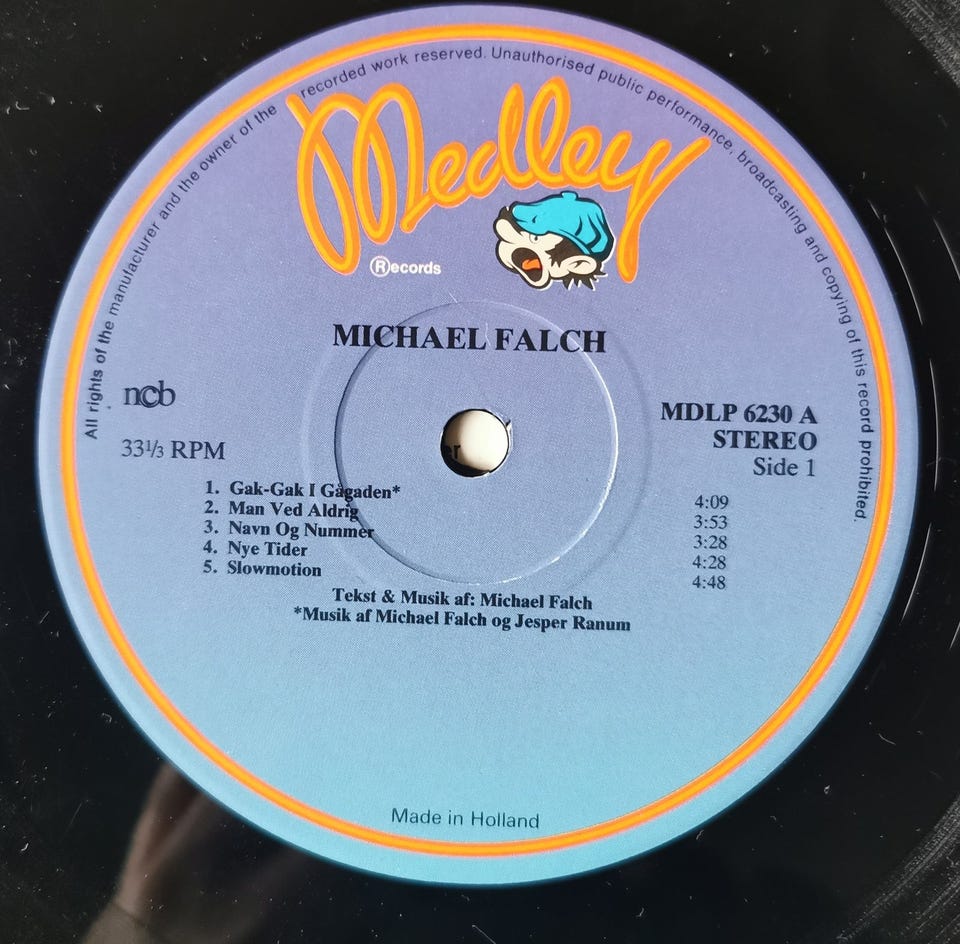 All rights of the manufacturer and the owner of the recorded work reserved. Unauthorised public performance, broadcasting and copying of this record prohibited.
Medley
Ⓡecords
MICHAEL FALCH
ncb
33⅓ RPM
MDLP 6230 A
STEREO
Side 1
1. Gak-Gak I Gågaden* 4:09
2. Man Ved Aldrig 3:53
3. Navn Og Nummer 3:28
4. Nye Tider 4:28
5. Slowmotion 4:48
Tekst & Musik af: Michael Falch
*Musik af Michael Falch og Jesper Ranum
Made in Holland